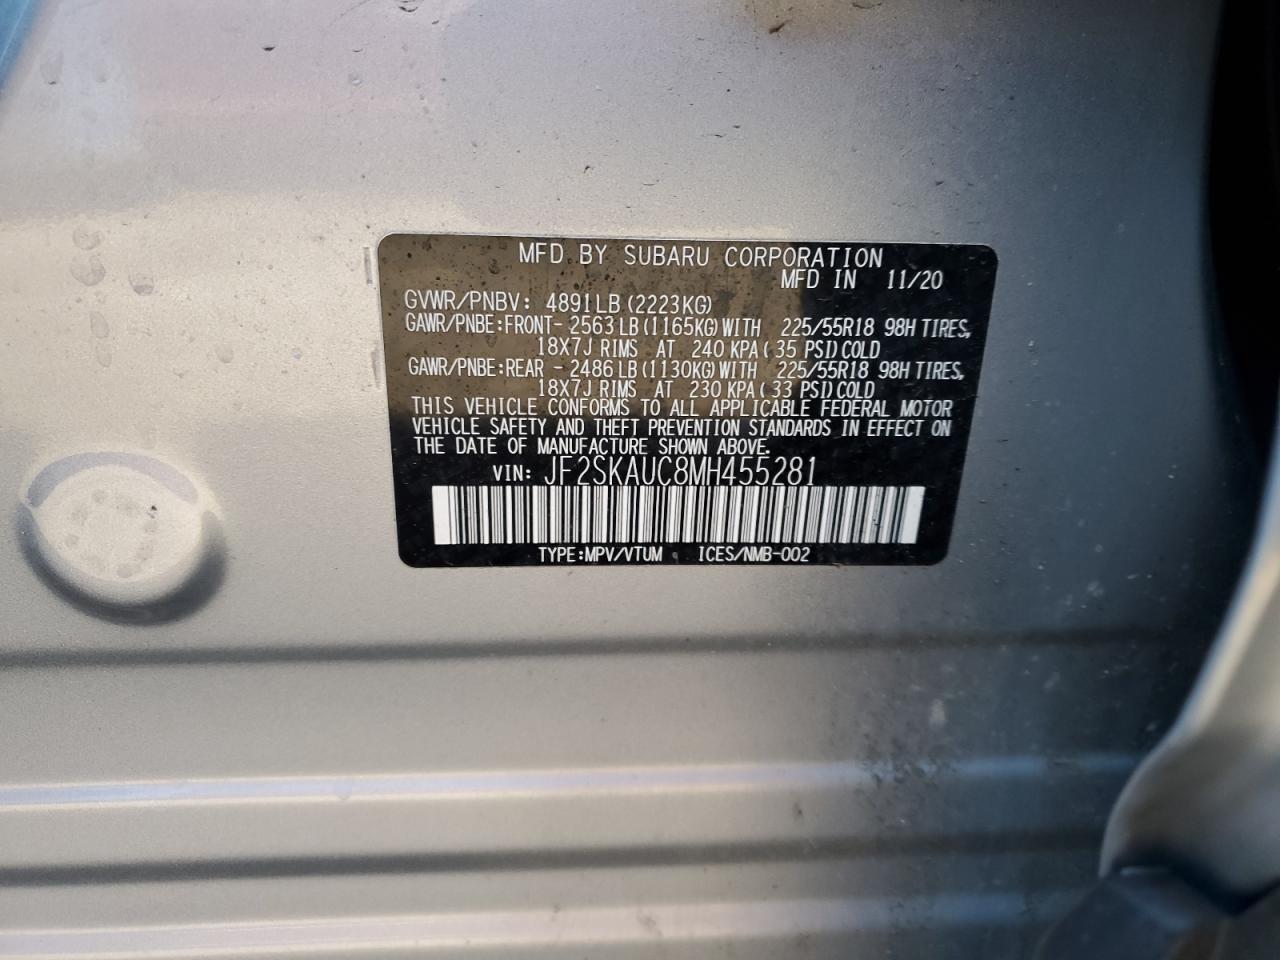 MFD BY SUBARU CORPORATION
MFD IN 11/20
GVWR/PNBV: 4891LB (2223KG)
GAWR/PNBE:FRONT- 2563 LB (1165KG) WITH 225/55R18 98H TIRES,
18X7J RIMS AT 240 KPA ( 35 PSI) COLD
GAWR/PNBE:REAR - 2486 LB (1130KG) WITH 225/55R18 98H TIRES,
18X7J RIMS AT 230 KPA ( 33 PSI) COLD
THIS VEHICLE CONFORMS TO ALL APPLICABLE FEDERAL MOTOR
VEHICLE SAFETY AND THEFT PREVENTION STANDARDS IN EFFECT ON
THE DATE OF MANUFACTURE SHOWN ABOVE.
VIN: JF2SKAUC8MH455281
TYPE:MPV/VTUM ICES/NMB-002